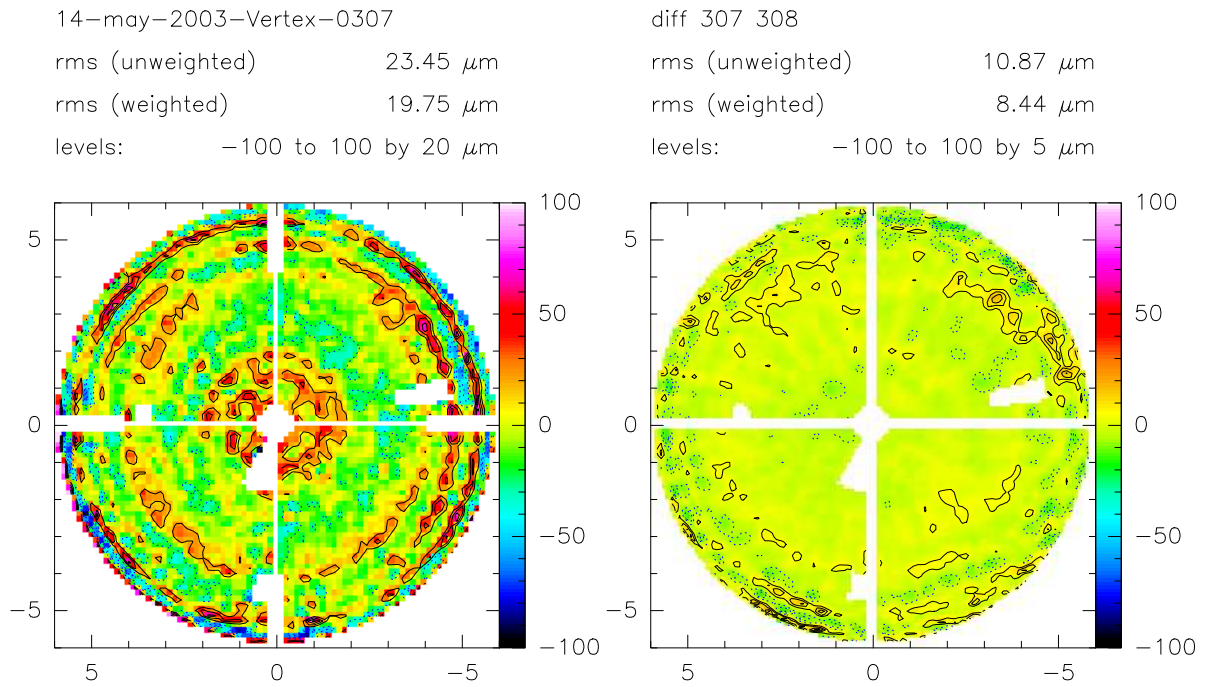 14-may-2003-Vertex-0307
rms (unweighted) 23.45 μm
rms (weighted) 19.75 μm
levels: -100 to 100 by 20 μm
diff 307 308
rms (unweighted) 10.87 μm
rms (weighted) 8.44 μm
levels: -100 to 100 by 5 μm
5
0
-5
5 0 -5
100
50
0
-50
-100
5
0
-5
5 0 -5
100
50
0
-50
-100